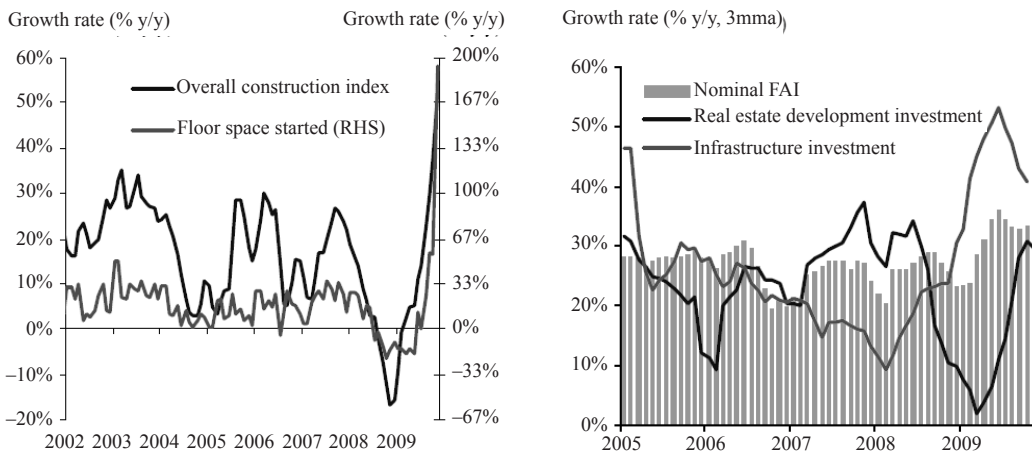 Growth rate (% y/y)
Growth rate (% y/y)
60%
50%
40%
30%
20%
10%
0%
–10%
–20%
200%
167%
133%
100%
67%
33%
0%
–33%
–67%
Overall construction index
Floor space started (RHS)
2002 2003 2004 2005 2006 2007 2008 2009
Growth rate (% y/y, 3mma)
60%
50%
40%
30%
20%
10%
0%
Nominal FAI
Real estate development investment
Infrastructure investment
2005 2006 2007 2008 2009